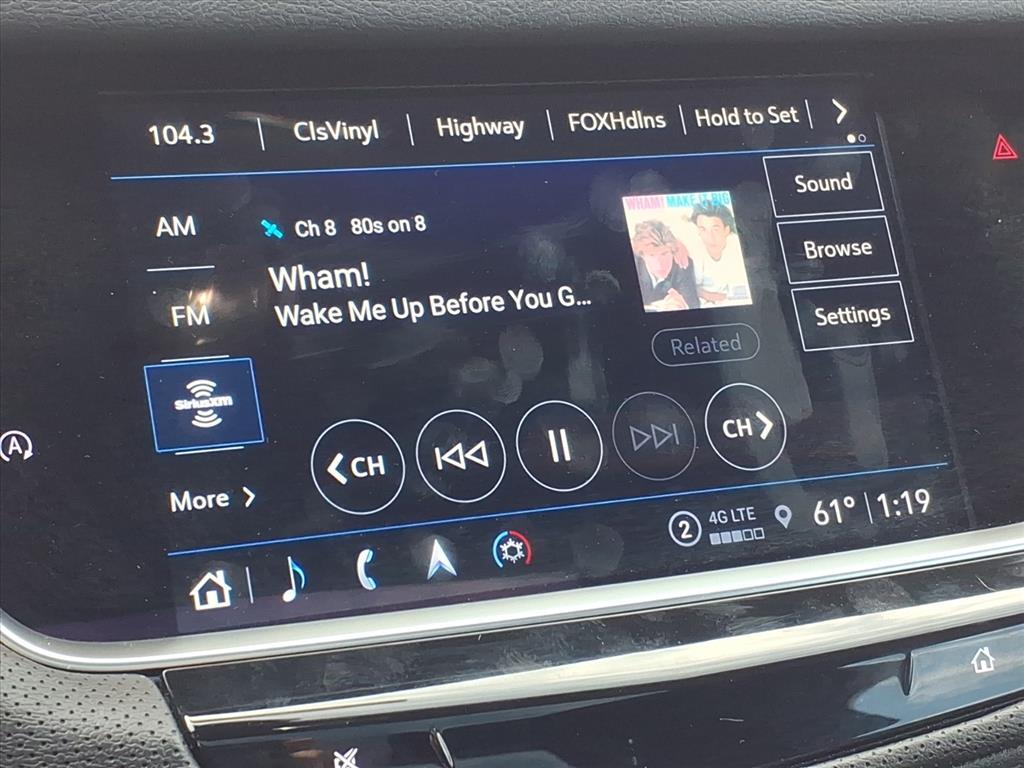 104.3 ClsVinyl Highway FOXHdlns Hold to Set
AM
FM
SiriusXM
More
Ch 8 80s on 8
Wham!
Wake Me Up Before You G...
WHAM! MAKE IT BIG
Related
Sound
Browse
Settings
CH
CH
2 4G LTE 61° 1:19
A